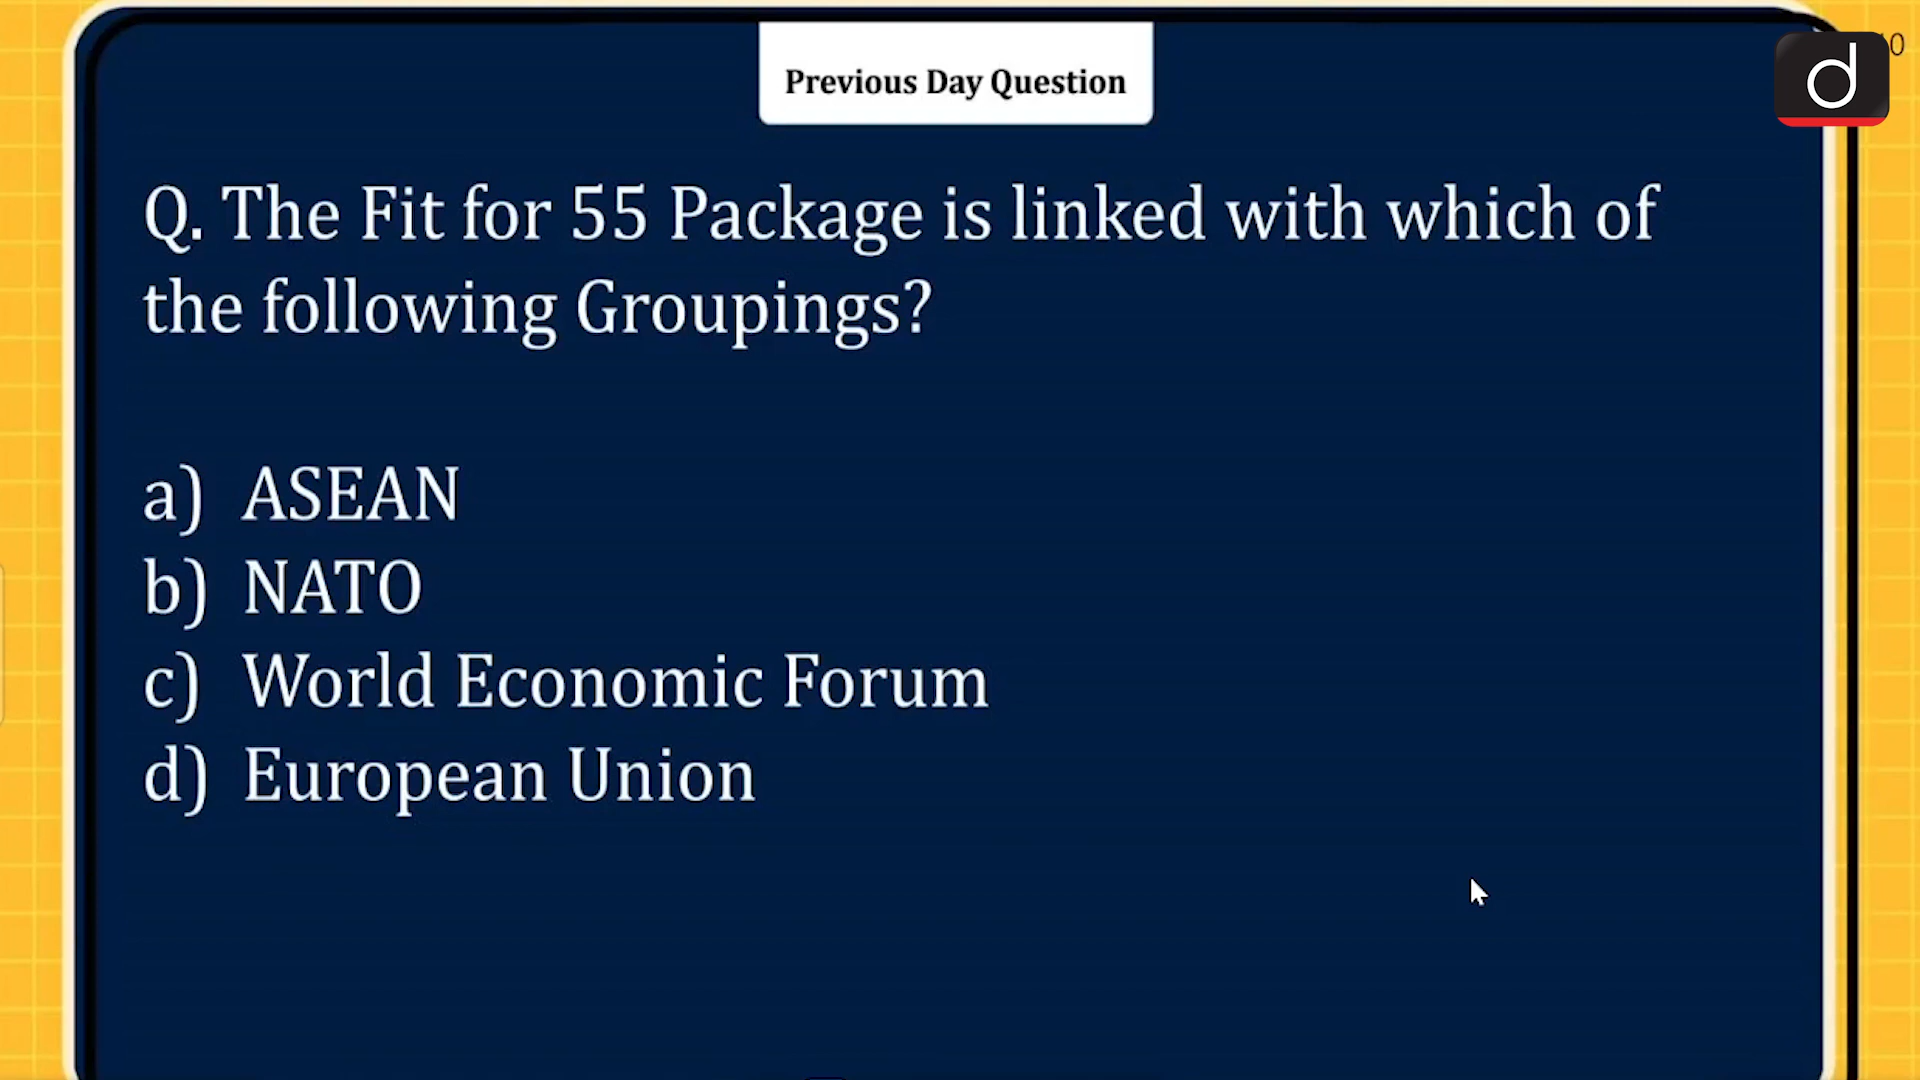 Previous Day Question
Q. The Fit for 55 Package is linked with which of
the following Groupings?
a) ASEAN
b) NATO
c) World Economic Forum
d) European Union
d